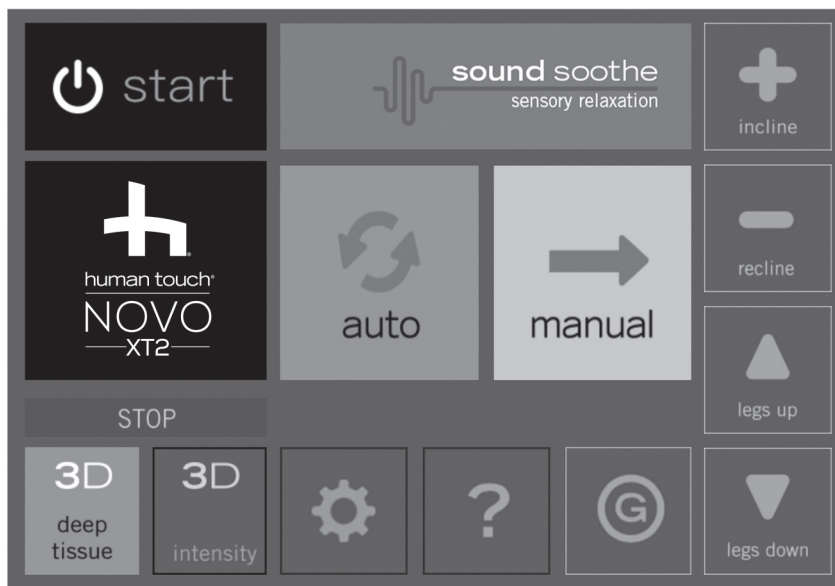 start
sound soothe
sensory relaxation
incline
human touch®
NOVO
XT2
auto
manual
recline
STOP
legs up
3D
deep
tissue
3D
intensity
?
G
legs down